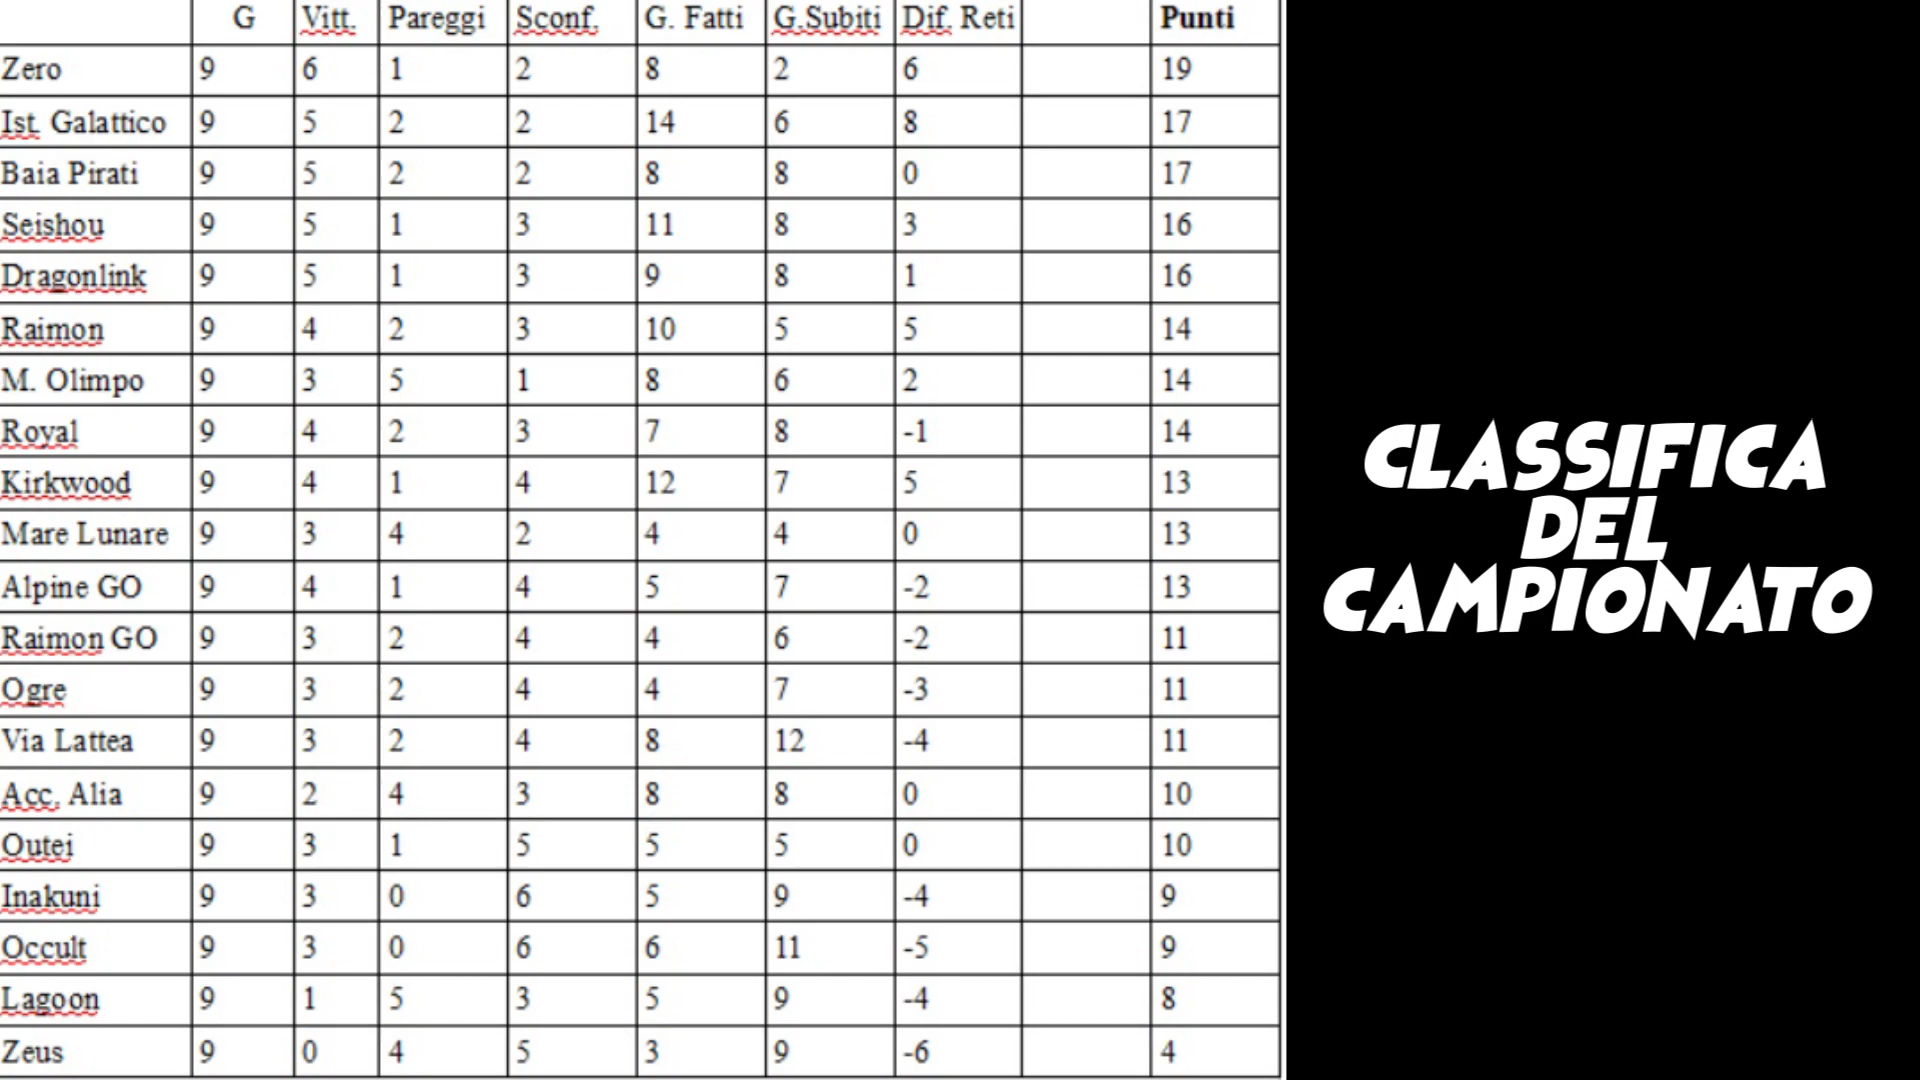 G Vitt. Pareggi Sconf. G. Fatti G.Subiti Dif. Reti Punti
Zero 9 6 1 2 8 2 6 19
Ist. Galattico 9 5 2 2 14 6 8 17
Baia Pirati 9 5 2 2 8 8 0 17
Seishou 9 5 1 3 11 8 3 16
Dragonlink 9 5 1 3 9 8 1 16
Raimon 9 4 2 3 10 5 5 14
M. Olimpo 9 3 5 1 8 6 2 14
Royal 9 4 2 3 7 8 -1 14
Kirkwood 9 4 1 4 12 7 5 13
Mare Lunare 9 3 4 2 4 4 0 13
Alpine GO 9 4 1 4 5 7 -2 13
Raimon GO 9 3 2 4 4 6 -2 11
Ogre 9 3 2 4 4 7 -3 11
Via Lattea 9 3 2 4 8 12 -4 11
Acc. Alia 9 2 4 3 8 8 0 10
Outei 9 3 1 5 5 5 0 10
Inakuni 9 3 0 6 5 9 -4 9
Occult 9 3 0 6 6 11 -5 9
Lagoon 9 1 5 3 5 9 -4 8
Zeus 9 0 4 5 3 9 -6 4
CLASSIFICA
DEL
CAMPIONATO